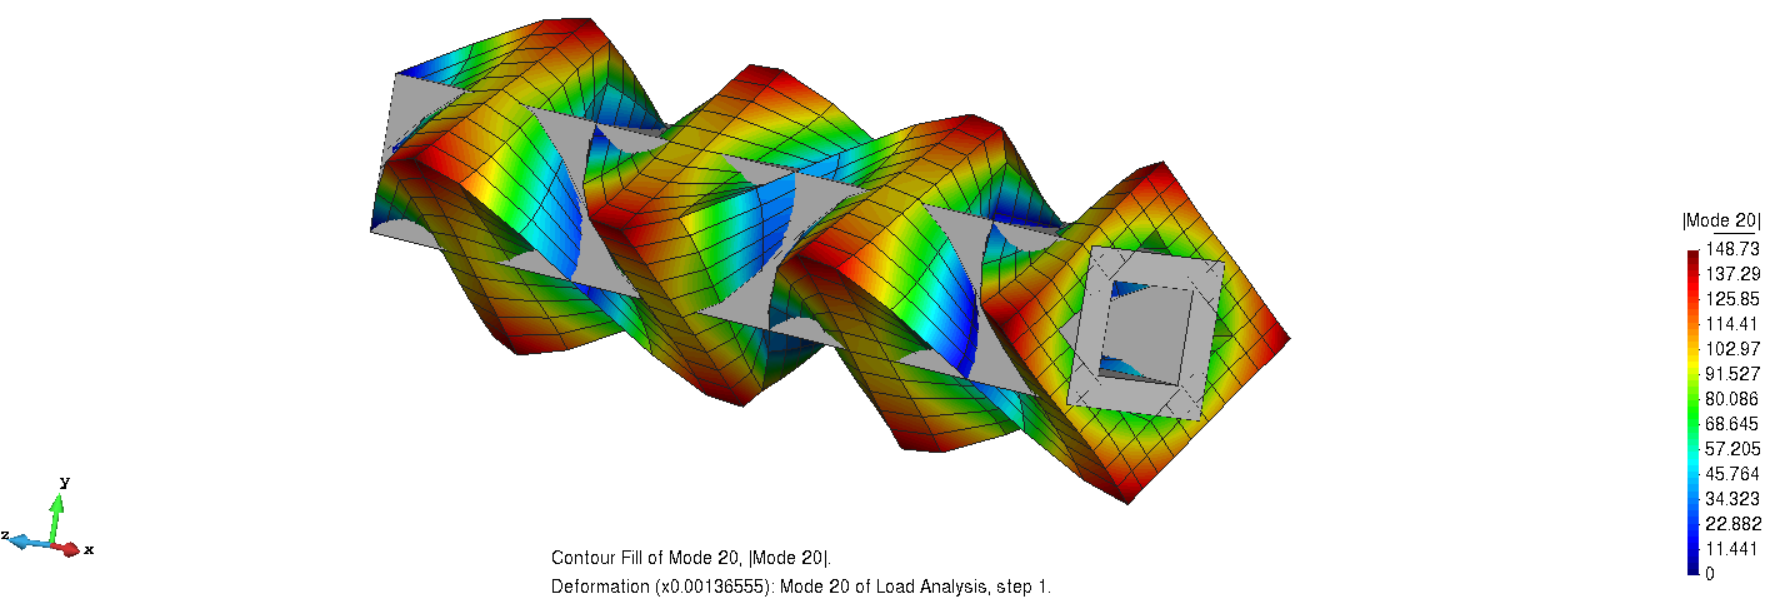 |Mode 20|
148.73
137.29
125.85
114.41
102.97
91.527
80.086
68.645
57.205
45.764
34.323
22.882
11.441
0
y
z
x
Contour Fill of Mode 20, |Mode 20|.
Deformation (x0.00136555): Mode 20 of Load Analysis, step 1.